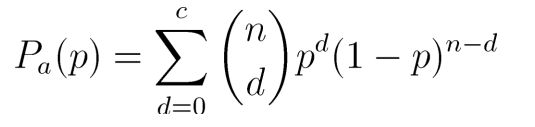 $P_a(p) = \sum_{d=0}^{c} \binom{n}{d} p^d (1-p)^{n-d}$